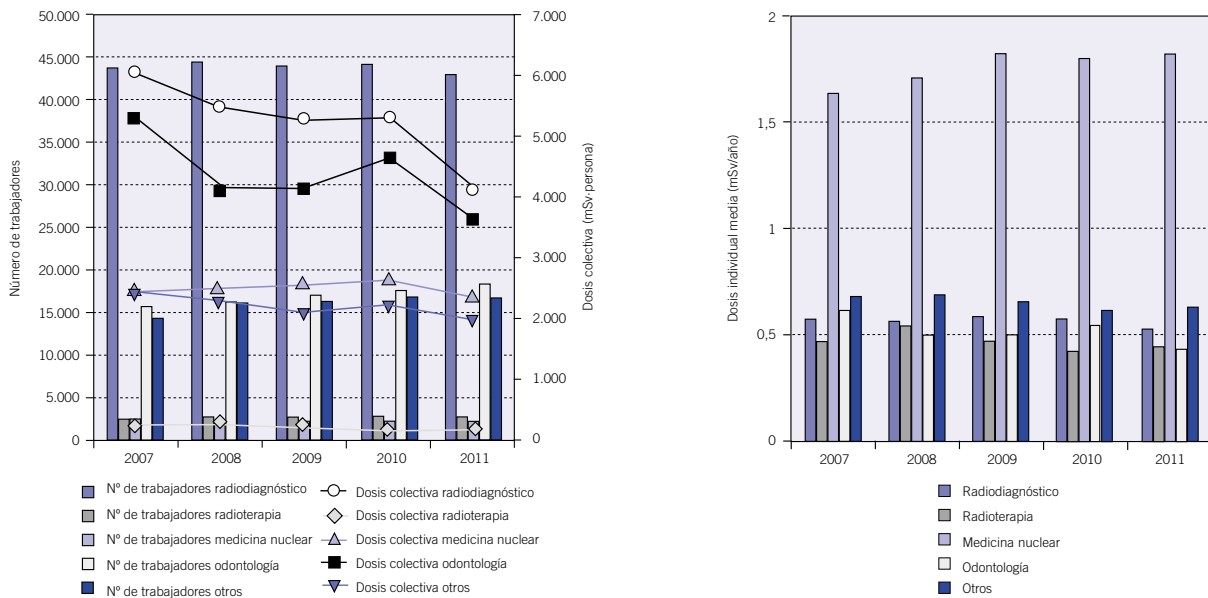 Número de trabajadores
50.000
45.000
40.000
35.000
30.000
25.000
20.000
15.000
10.000
5.000
0
7.000
6.000
5.000
4.000
3.000
2.000
1.000
0
Dosis colectiva (mSv·persona)
2007 2008 2009 2010 2011
Nº de trabajadores radiodiagnóstico
Nº de trabajadores radioterapia
Nº de trabajadores medicina nuclear
Nº de trabajadores odontología
Nº de trabajadores otros
Dosis colectiva radiodiagnóstico
Dosis colectiva radioterapia
Dosis colectiva medicina nuclear
Dosis colectiva odontología
Dosis colectiva otros
Dosis individual media (mSv/año)
2
1,5
1
0,5
0
2007 2008 2009 2010 2011
Radiodiagnóstico
Radioterapia
Medicina nuclear
Odontología
Otros